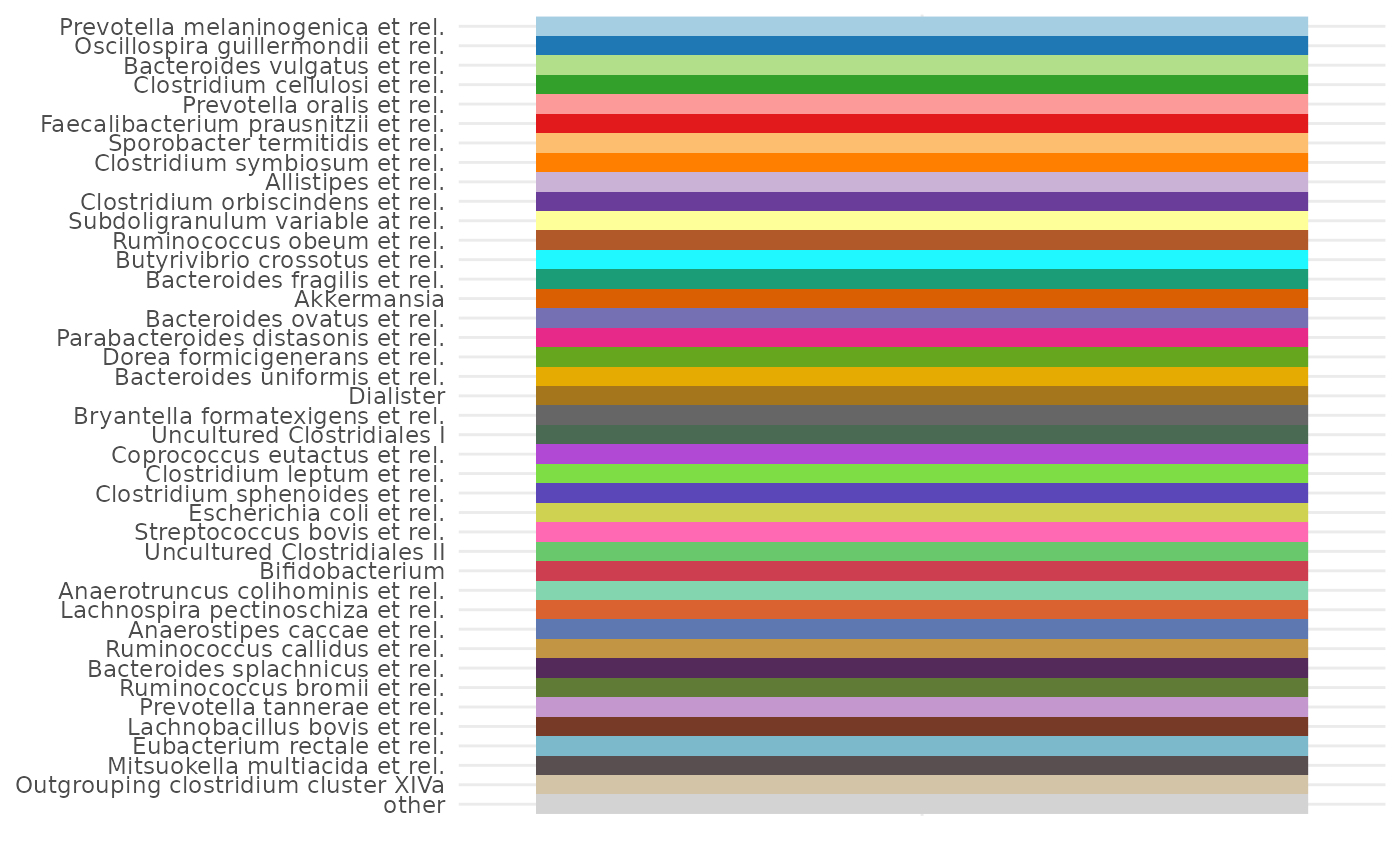 Prevotella melaninogenica et rel.
Oscillospira guillermondii et rel.
Bacteroides vulgatus et rel.
Clostridium cellulosi et rel.
Prevotella oralis et rel.
Faecalibacterium prausnitzii et rel.
Sporobacter termitidis et rel.
Clostridium symbiosum et rel.
Allistipes et rel.
Clostridium orbiscindens et rel.
Subdoligranulum variable at rel.
Ruminococcus obeum et rel.
Butyrivibrio crossotus et rel.
Bacteroides fragilis et rel.
Akkermansia
Bacteroides ovatus et rel.
Parabacteroides distasonis et rel.
Dorea formicigenerans et rel.
Bacteroides uniformis et rel.
Dialister
Bryantella formatexigens et rel.
Uncultured Clostridiales I
Coprococcus eutactus et rel.
Clostridium leptum et rel.
Clostridium sphenoides et rel.
Escherichia coli et rel.
Streptococcus bovis et rel.
Uncultured Clostridiales II
Bifidobacterium
Anaerotruncus colihominis et rel.
Lachnospira pectinoschiza et rel.
Anaerostipes caccae et rel.
Ruminococcus callidus et rel.
Bacteroides splachnicus et rel.
Ruminococcus bromii et rel.
Prevotella tannerae et rel.
Lachnobacillus bovis et rel.
Eubacterium rectale et rel.
Mitsuokella multiacida et rel.
Outgrouping clostridium cluster XIVa
other